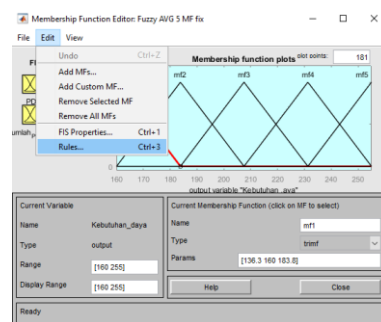 Membership Function Editor: Fuzzy AVG 5 MF fix
File Edit View
Undo Ctrl+Z
Add MFs...
Add Custom MF...
Remove Selected MF
Remove All MFs
FIS Properties... Ctrl+1
Rules... Ctrl+3
FI
PD
Membership function plots
plot points: 181
mf2 mf3 mf4 mf5
0
160 170 180 190 200 210 220 230 240 250
Current Variable
Name Kebutuhan_daya
Type output
Range [160 255]
Display Range [160 255]
Current Membership Function (click on MF to select)
Name mf1
Type trimf
Params [136.3 160 183.8]
Help Close
Ready